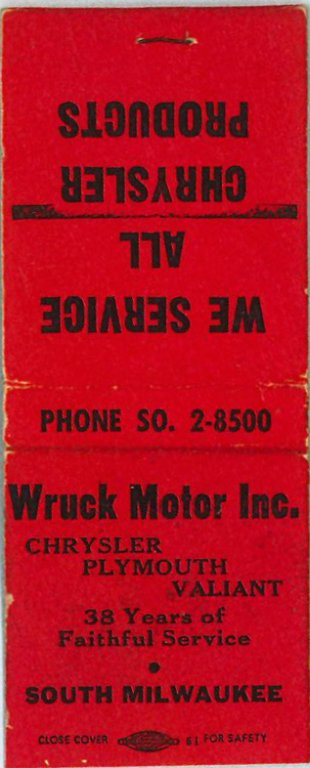 WE SERVICE
ALL
CHRYSLER
PRODUCTS
PHONE SO. 2-8500
Wruck Motor Inc.
CHRYSLER
PLYMOUTH
VALIANT
38 Years of
Faithful Service
•
SOUTH MILWAUKEE
CLOSE COVER 61 FOR SAFETY